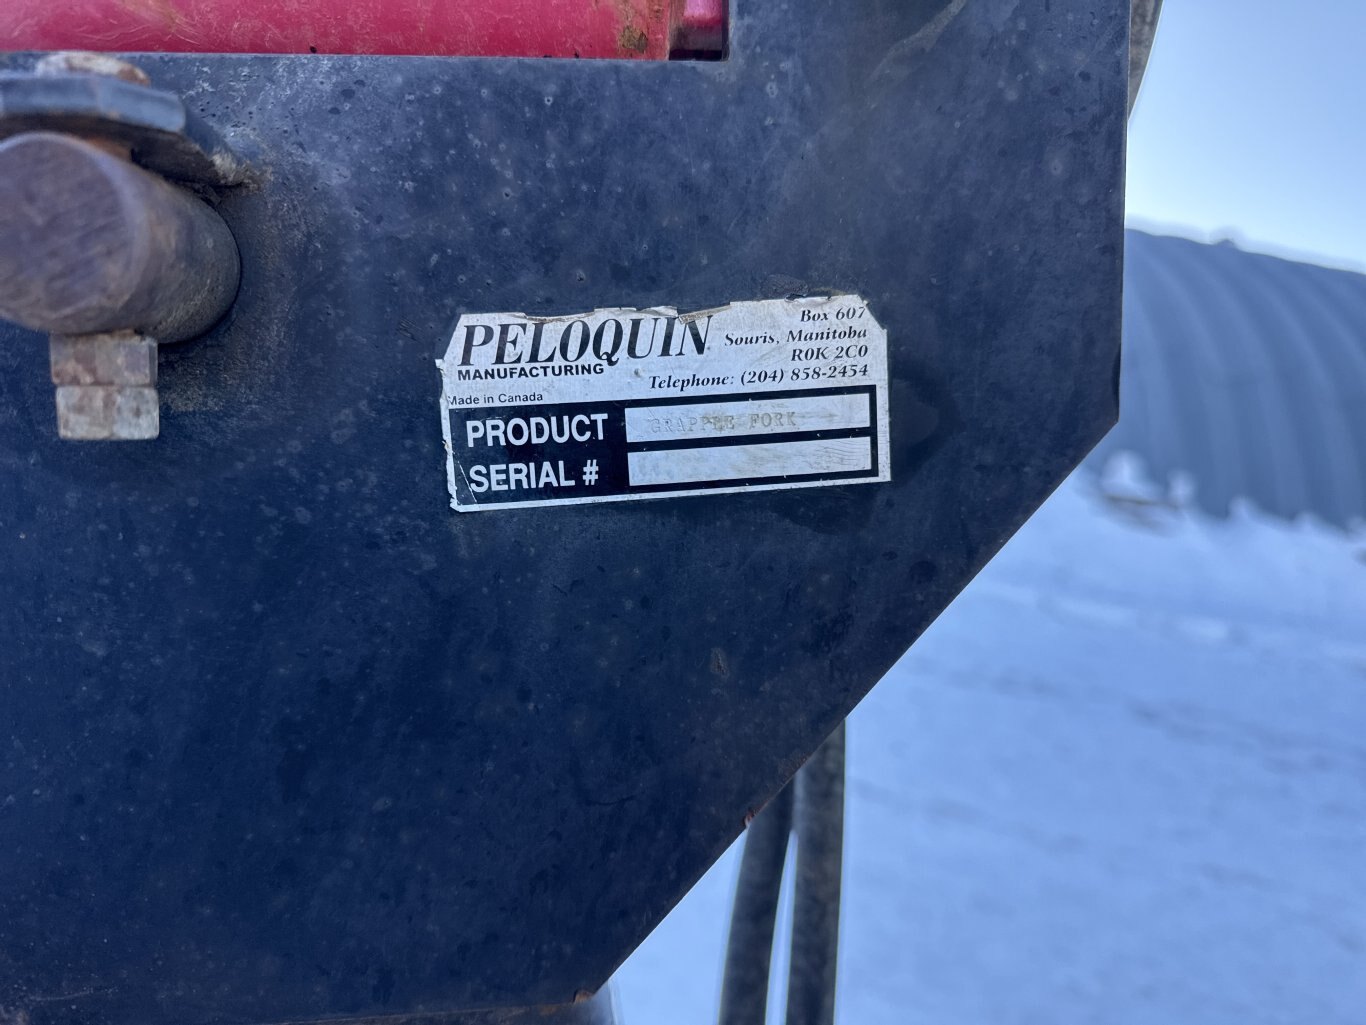 PELOQUIN
MANUFACTURING
Box 607
Souris, Manitoba
R0K 2C0
Telephone: (204) 858-2454
Made in Canada
PRODUCT GRAPPLE FORK
SERIAL #